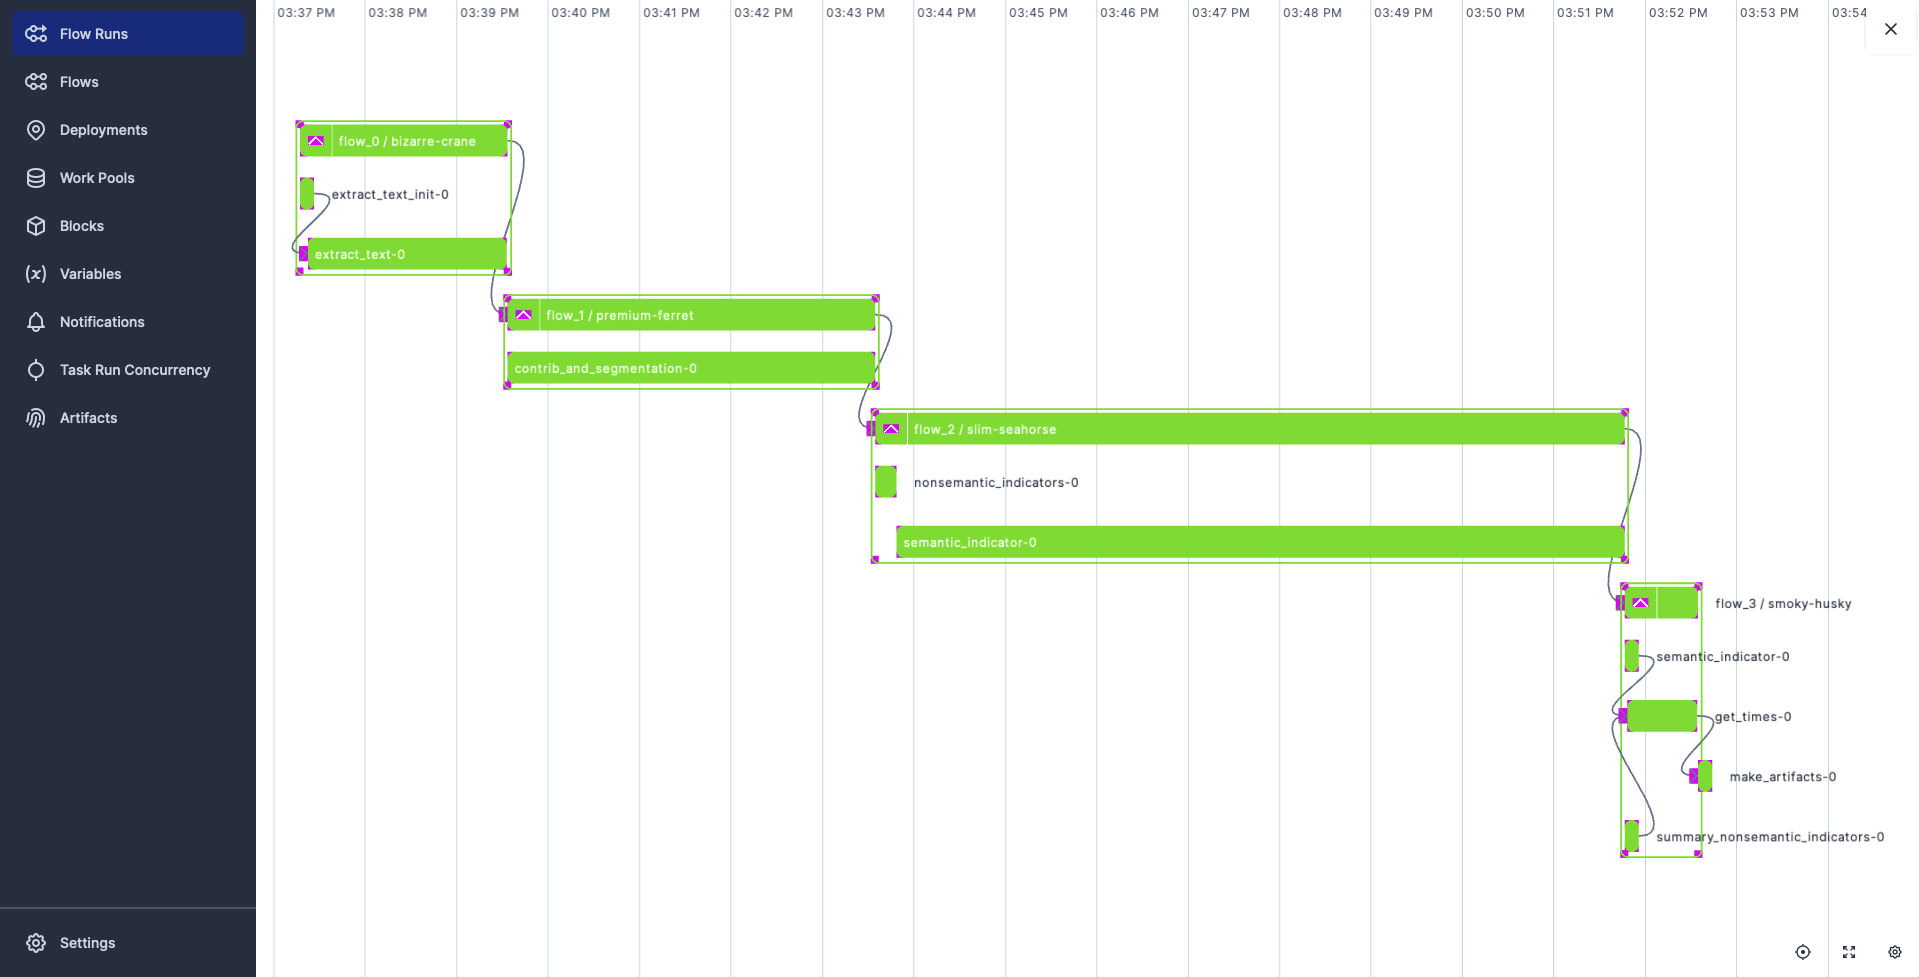 Flow Runs
Flows
Deployments
Work Pools
Blocks
Variables
Notifications
Task Run Concurrency
Artifacts
Settings
03:37 PM 03:38 PM 03:39 PM 03:40 PM 03:41 PM 03:42 PM 03:43 PM 03:44 PM 03:45 PM 03:46 PM 03:47 PM 03:48 PM 03:49 PM 03:50 PM 03:51 PM 03:52 PM 03:53 PM 03:54
flow_0 / bizarre-crane
extract_text_init-0
extract_text-0
flow_1 / premium-ferret
contrib_and_segmentation-0
flow_2 / slim-seahorse
nonsemantic_indicators-0
semantic_indicator-0
flow_3 / smoky-husky
semantic_indicator-0
get_times-0
make_artifacts-0
summary_nonsemantic_indicators-0